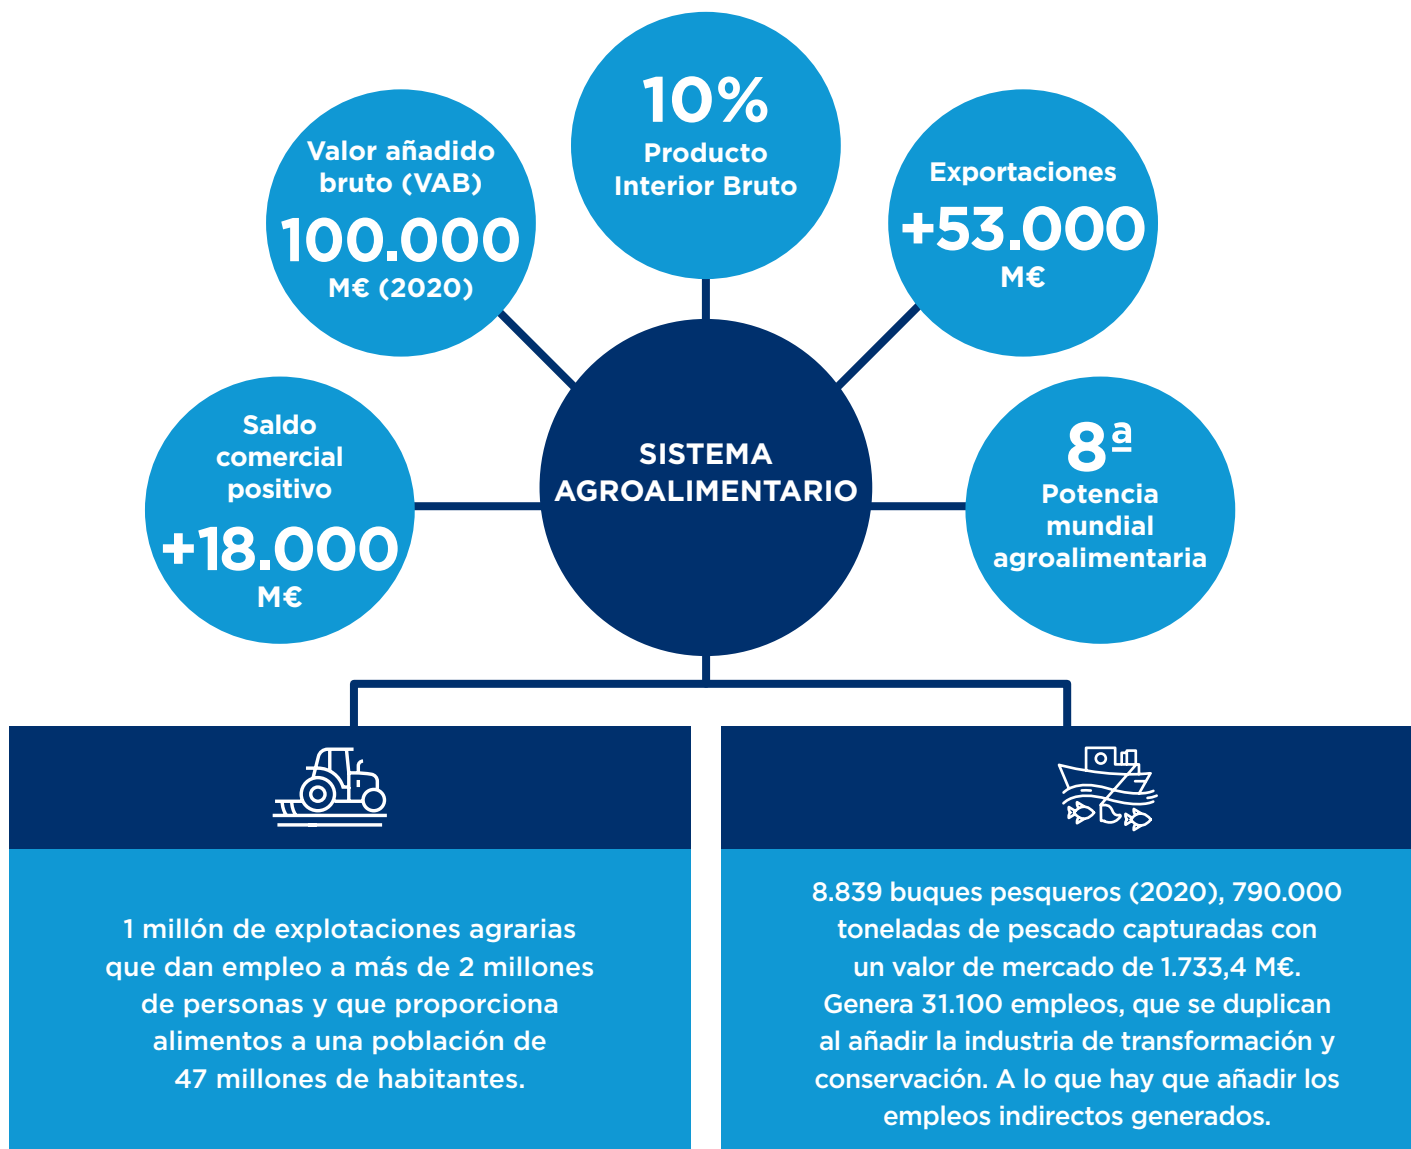 10%
Producto
Interior Bruto
Valor añadido
bruto (VAB)
100.000
M€ (2020)
Exportaciones
+53.000
M€
Saldo
comercial
positivo
+18.000
M€
SISTEMA
AGROALIMENTARIO
8ª
Potencia
mundial
agroalimentaria
1 millón de explotaciones agrarias
que dan empleo a más de 2 millones
de personas y que proporciona
alimentos a una población de
47 millones de habitantes.
8.839 buques pesqueros (2020), 790.000
toneladas de pescado capturadas con
un valor de mercado de 1.733,4 M€.
Genera 31.100 empleos, que se duplican
al añadir la industria de transformación y
conservación. A lo que hay que añadir los
empleos indirectos generados.